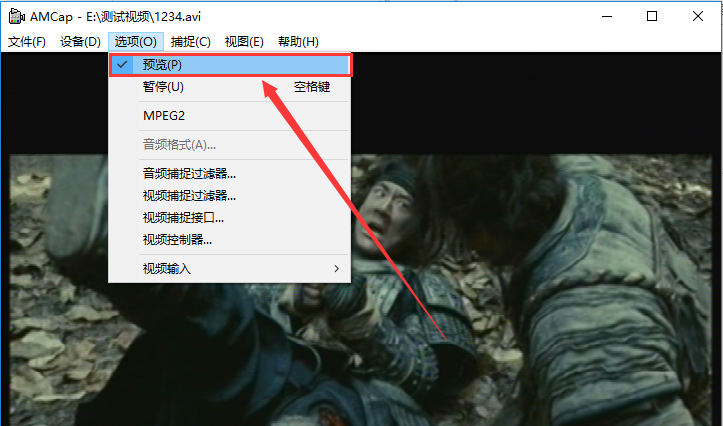 AMCap - E:\测试视频\1234.avi
文件(F) 设备(D) 选项(O) 捕捉(C) 视图(E) 帮助(H)
预览(P)
暂停(U) 空格键
MPEG2
音频格式(A)...
音频捕捉过滤器...
视频捕捉过滤器...
视频捕捉接口...
视频控制器...
视频输入